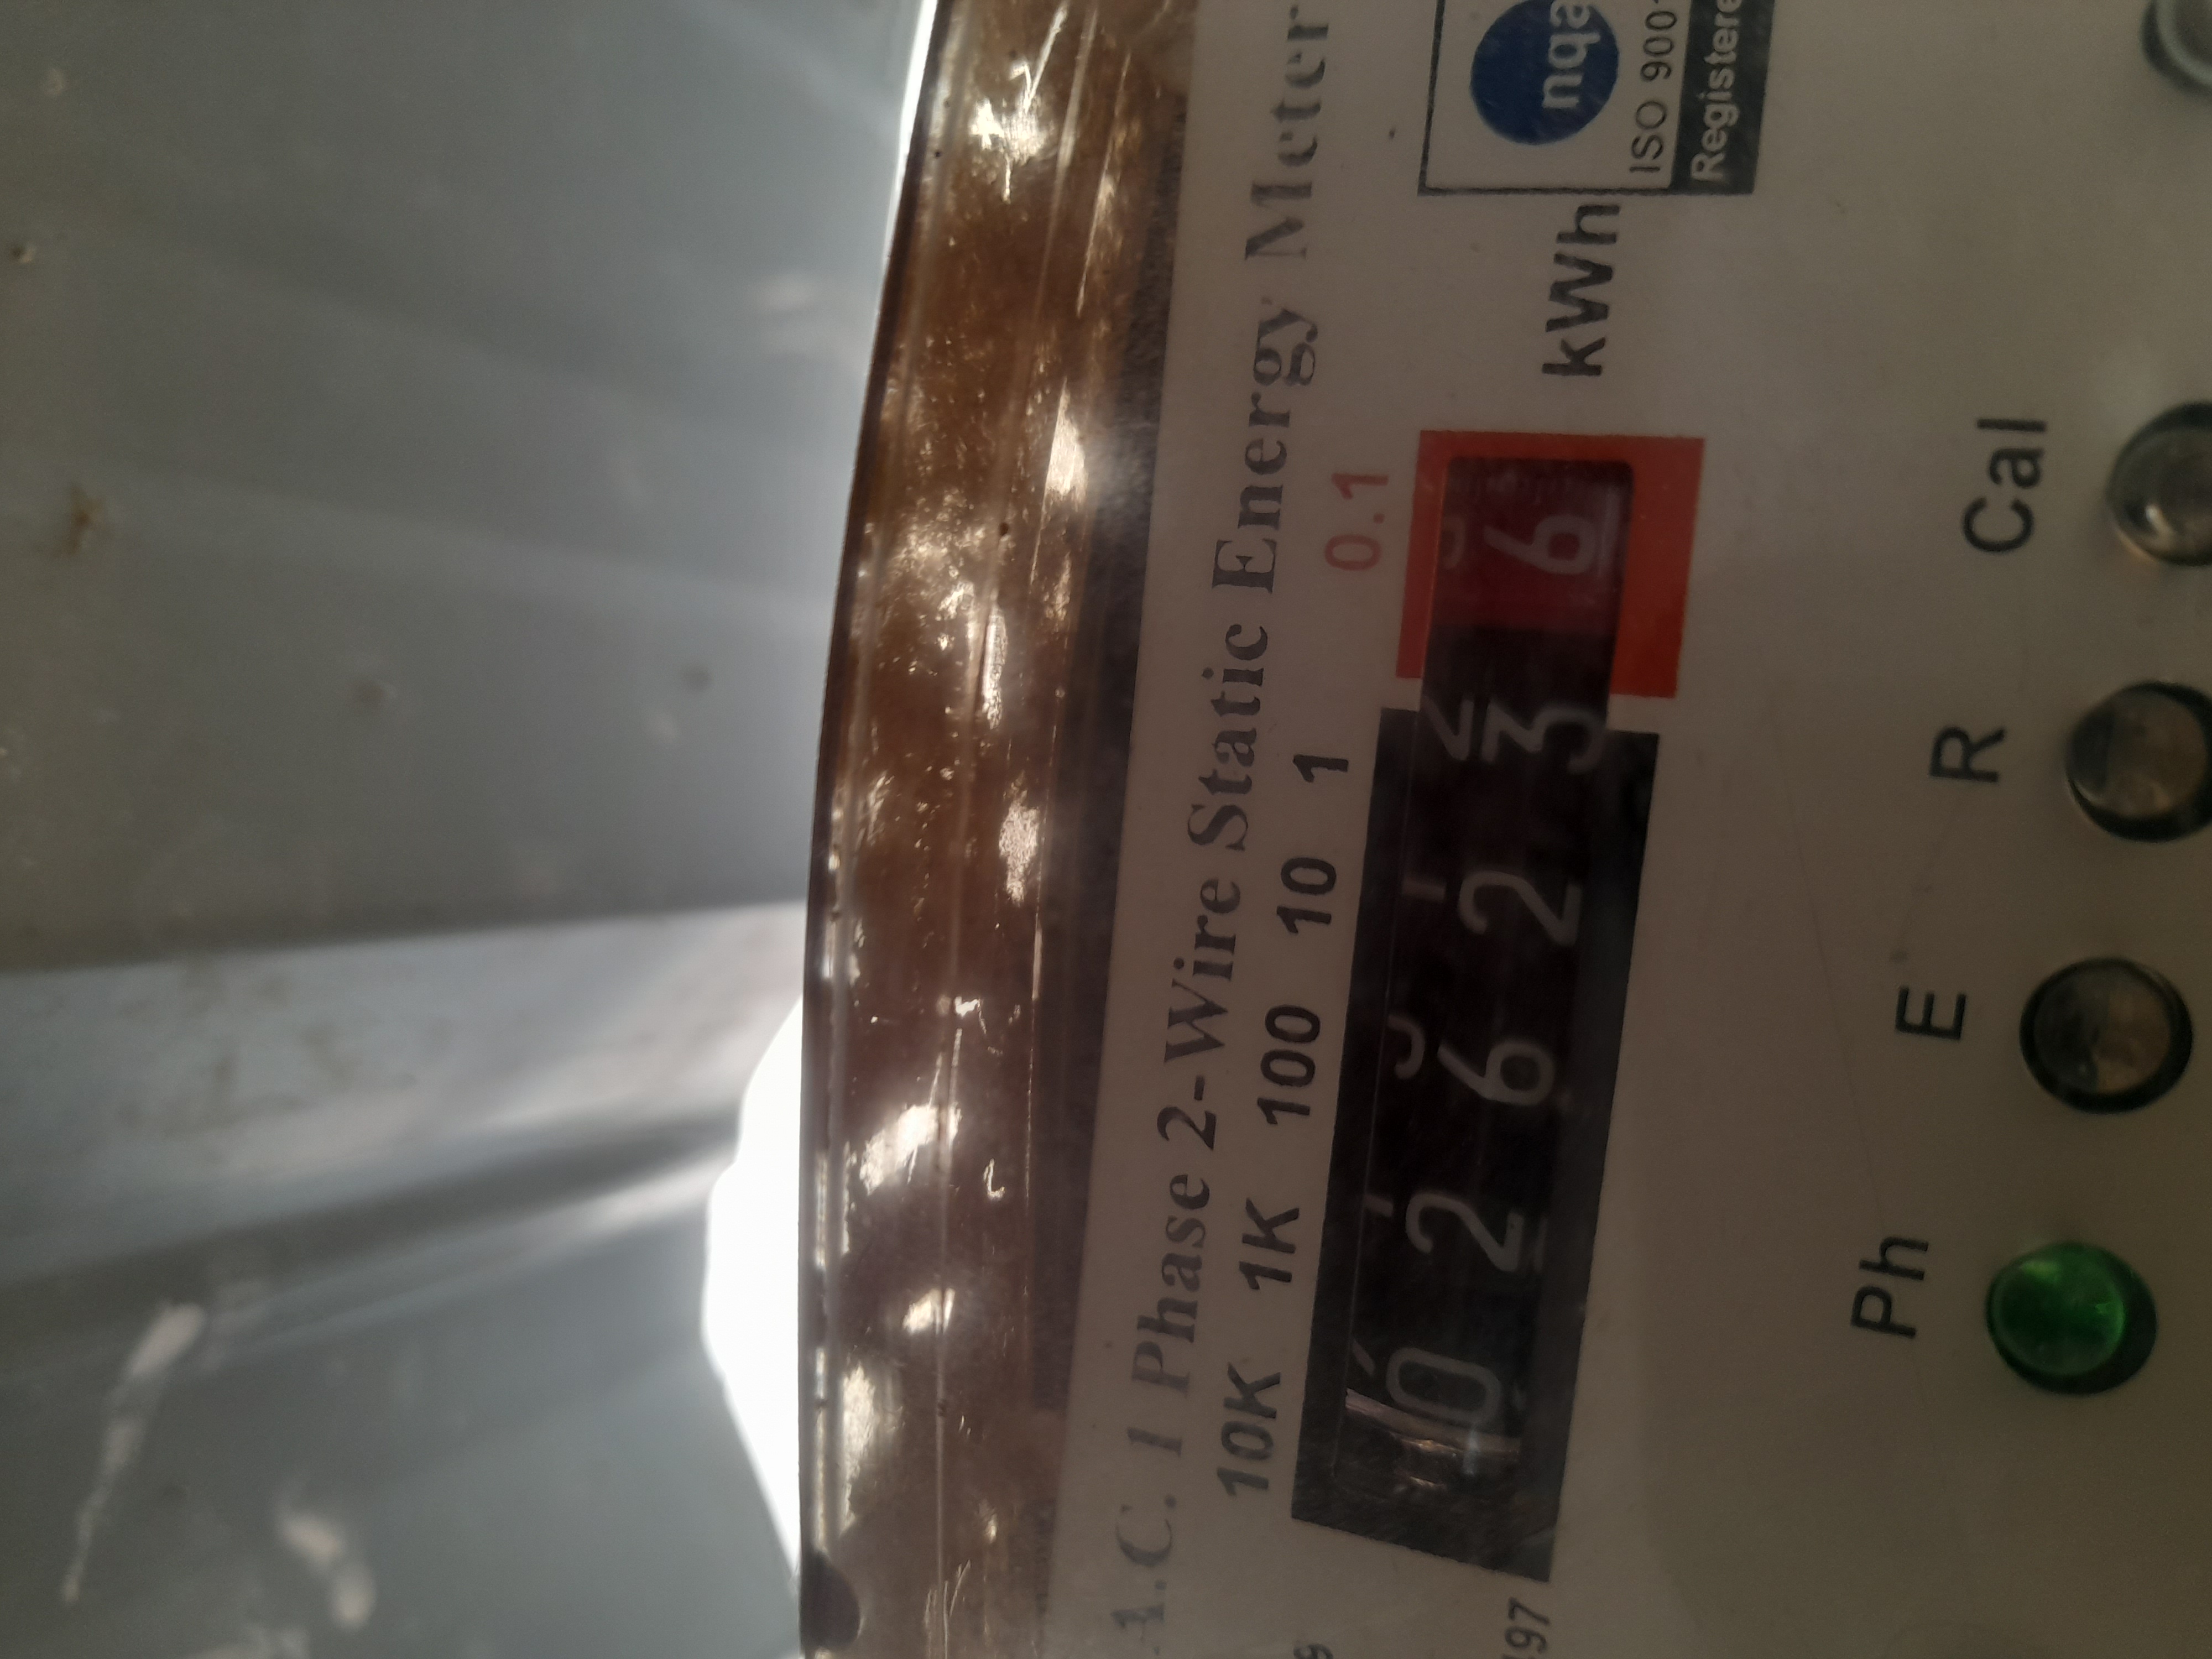 A.C. 1 Phase 2-Wire Static Energy Meter
10K 1K 100 10 1 0.1
0 2 6 2 3 6 kWh
nqa
ISO 9001
Registere
Ph E R Cal